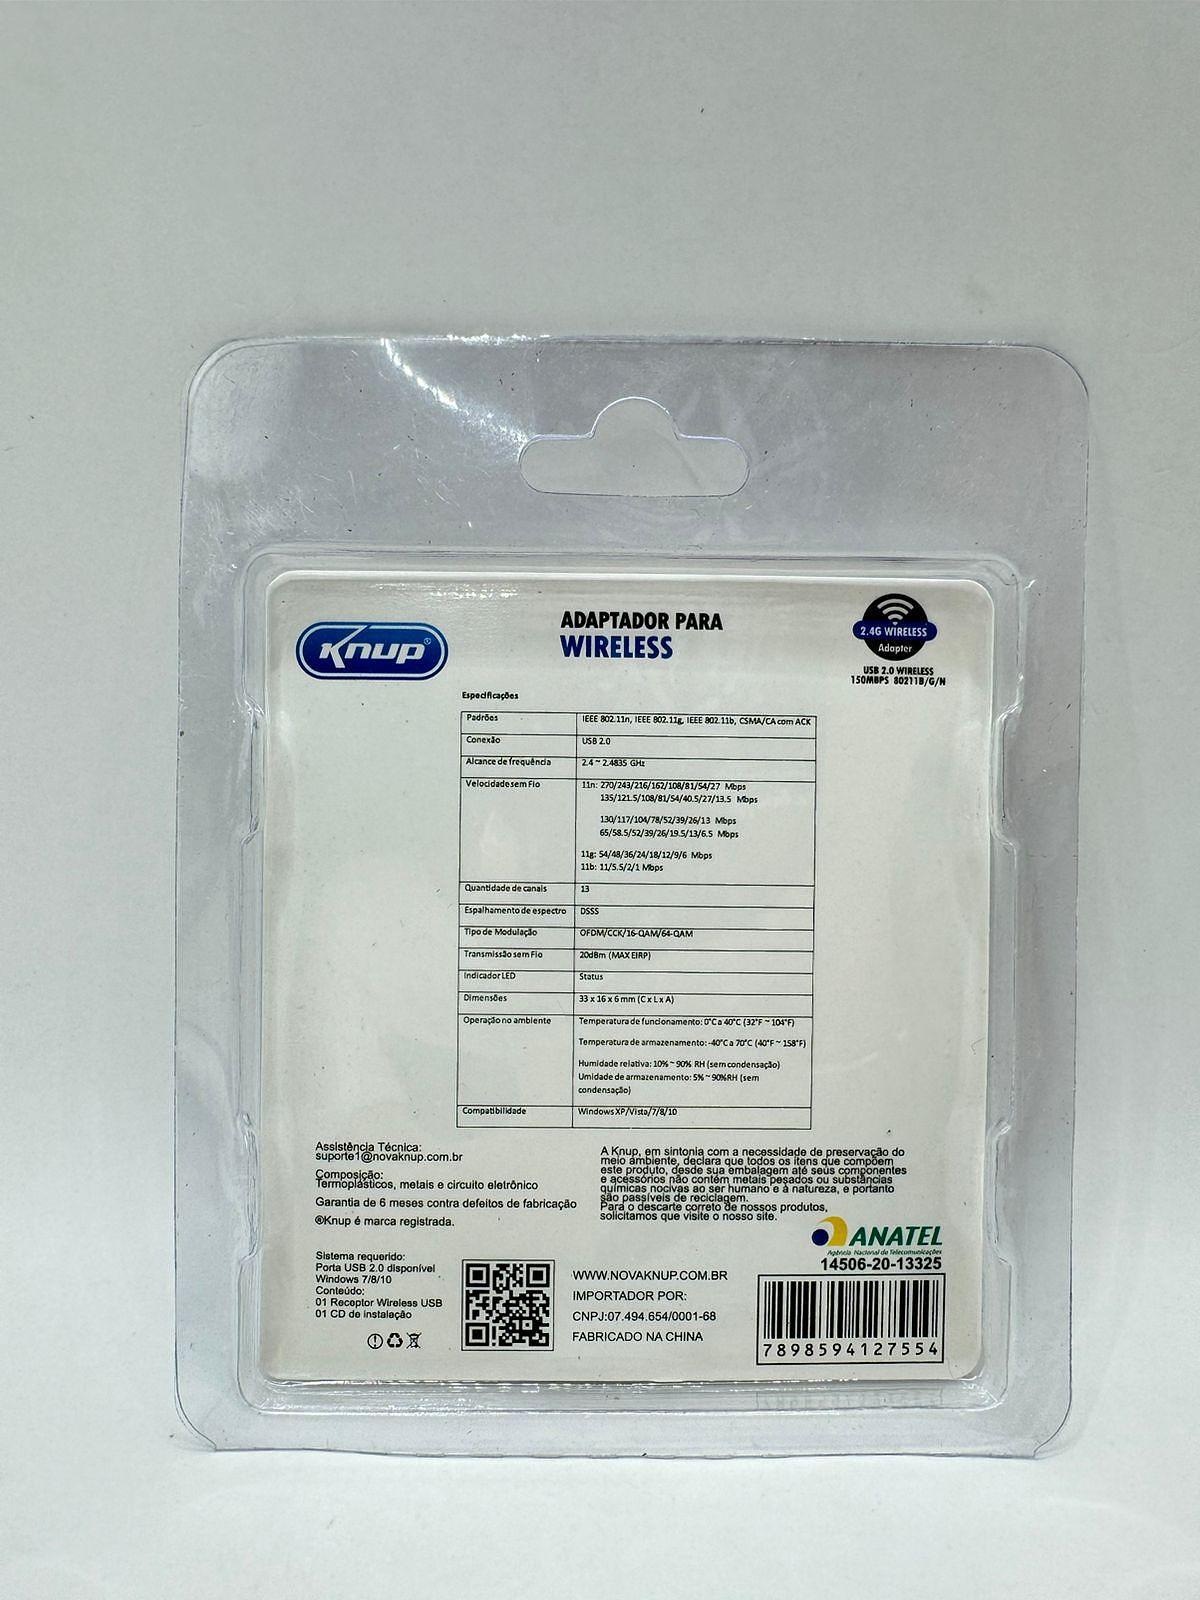 Knup®
ADAPTADOR PARA
WIRELESS
2.4G WIRELESS
Adapter
USB 2.0 WIRELESS
150MBPS 80211B/G/N
Especificações
Padrões IEEE 802.11n, IEEE 802.11g, IEEE 802.11b, CSMA/CA com ACK
Conexão USB 2.0
Alcance de frequência 2.4 ~ 2.4835 GHz
Velocidade sem Fio 11n: 270/243/216/162/108/81/54/27 Mbps
135/121.5/108/81/54/40.5/27/13.5 Mbps
130/117/104/78/52/39/26/13 Mbps
65/58.5/52/39/26/19.5/13/6.5 Mbps
11g: 54/48/36/24/18/12/9/6 Mbps
11b: 11/5.5/2/1 Mbps
Quantidade de canais 13
Espalhamento de espectro DSSS
Tipo de Modulação OFDM/CCK/16-QAM/64-QAM
Transmissão sem Fio 20dBm (MAX EIRP)
Indicador LED Status
Dimensões 33 x 16 x 6 mm (C x L x A)
Operação no ambiente Temperatura de funcionamento: 0°C a 40°C (32°F ~ 104°F)
Temperatura de armazenamento: -40°C a 70°C (40°F ~ 158°F)
Humidade relativa: 10% ~ 90% RH (sem condensação)
Umidade de armazenamento: 5% ~ 90%RH (sem
condensação)
Compatibilidade Windows XP/Vista/7/8/10
Assistência Técnica:
suporte1@novaknup.com.br
Composição:
Termoplásticos, metais e circuito eletrônico
Garantia de 6 meses contra defeitos de fabricação
®Knup é marca registrada.
A Knup, em sintonia com a necessidade de preservação do
meio ambiente, declara que todos os itens que compõem
este produto, desde sua embalagem até seus componentes
e acessórios não contém metais pesados ou substâncias
químicas nocivas ao ser humano e à natureza, e portanto
são passíveis de reciclagem.
Para o descarte correto de nossos produtos,
solicitamos que visite o nosso site.
ANATEL
Agência Nacional de Telecomunicações
14506-20-13325
Sistema requerido:
Porta USB 2.0 disponível
Windows 7/8/10
Conteúdo:
01 Receptor Wireless USB
01 CD de instalação
WWW.NOVAKNUP.COM.BR
IMPORTADOR POR:
CNPJ:07.494.654/0001-68
FABRICADO NA CHINA
7898594127554